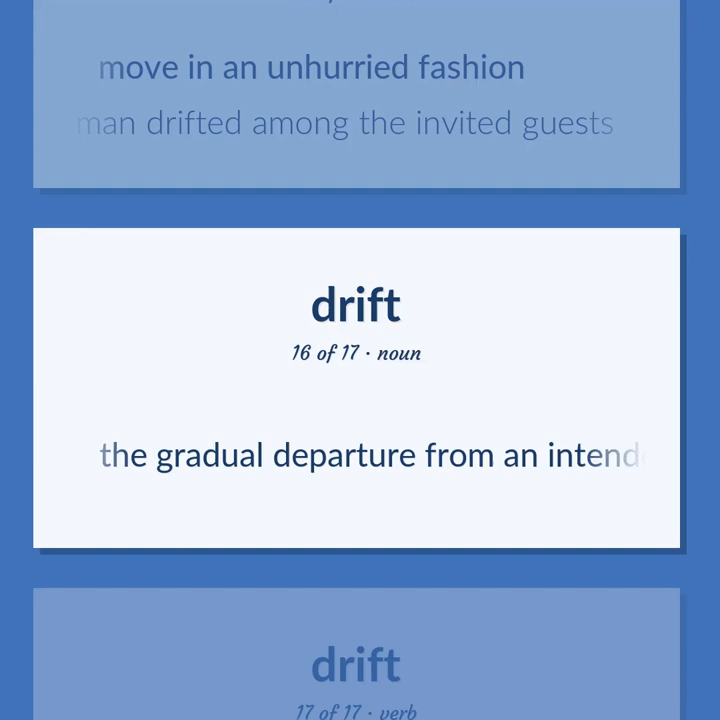 move in an unhurried fashion
man drifted among the invited guests
drift
16 of 17 · noun
the gradual departure from an intend
drift
17 of 17 · verb